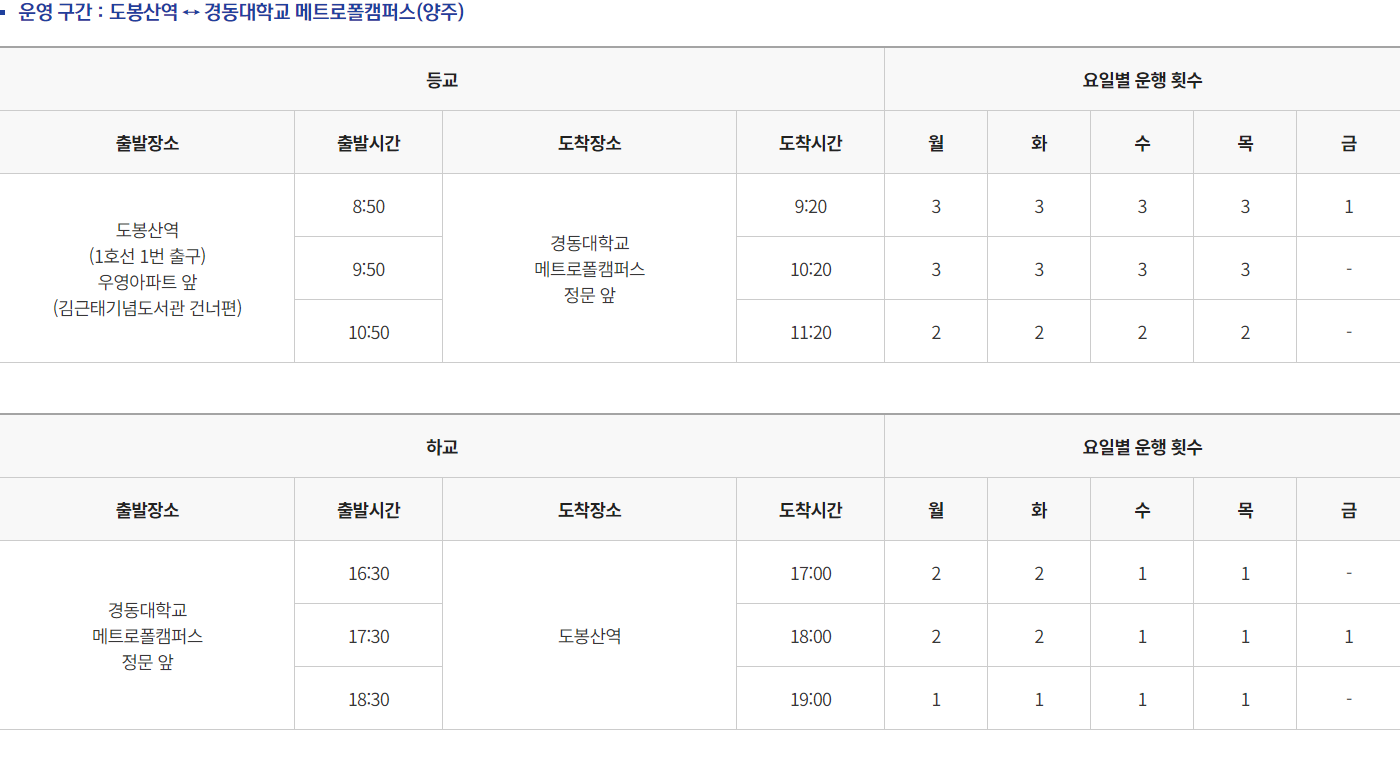 운영 구간 : 도봉산역 ↔ 경동대학교 메트로폴캠퍼스(양주)
등교 요일별 운행 횟수
출발장소 출발시간 도착장소 도착시간 월 화 수 목 금
도봉산역
(1호선 1번 출구)
우영아파트 앞
(김근태기념도서관 건너편)
경동대학교
메트로폴캠퍼스
정문 앞
8:50 9:20 3 3 3 3 1
9:50 10:20 3 3 3 3 -
10:50 11:20 2 2 2 2 -
하교 요일별 운행 횟수
출발장소 출발시간 도착장소 도착시간 월 화 수 목 금
경동대학교
메트로폴캠퍼스
정문 앞
도봉산역
16:30 17:00 2 2 1 1 -
17:30 18:00 2 2 1 1 1
18:30 19:00 1 1 1 1 -